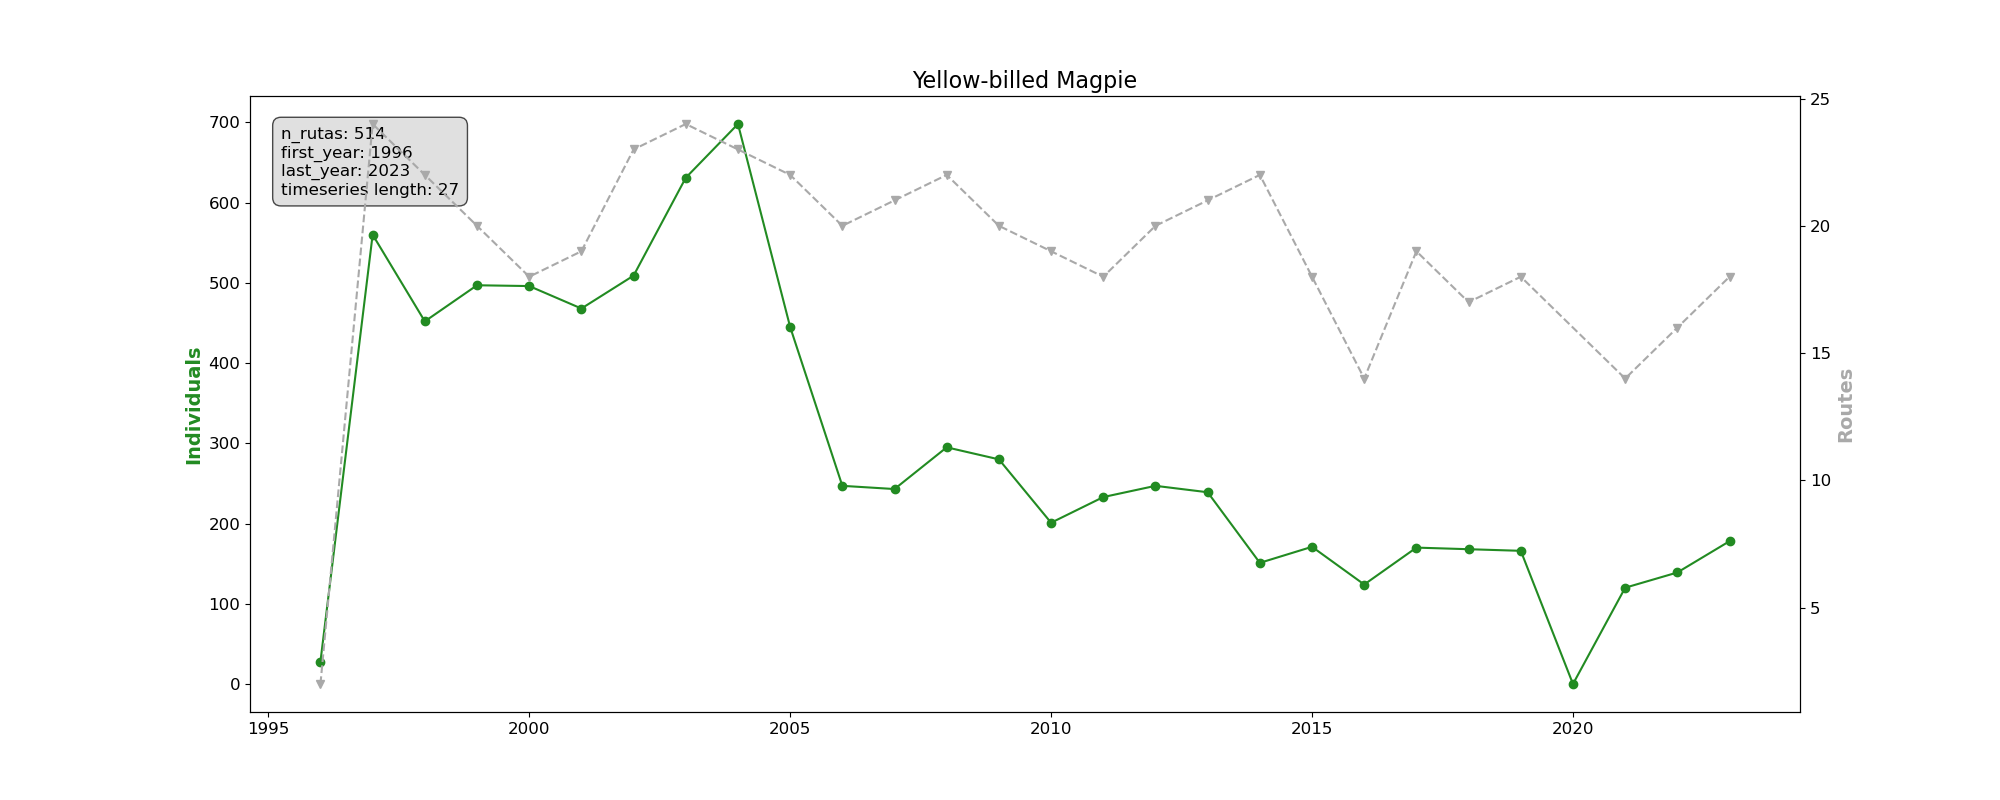 Yellow-billed Magpie
n_rutas: 514
first_year: 1996
last_year: 2023
timeseries length: 27
Individuals
700
600
500
400
300
200
100
0
25
20
15
10
5
Routes
1995
2000
2005
2010
2015
2020